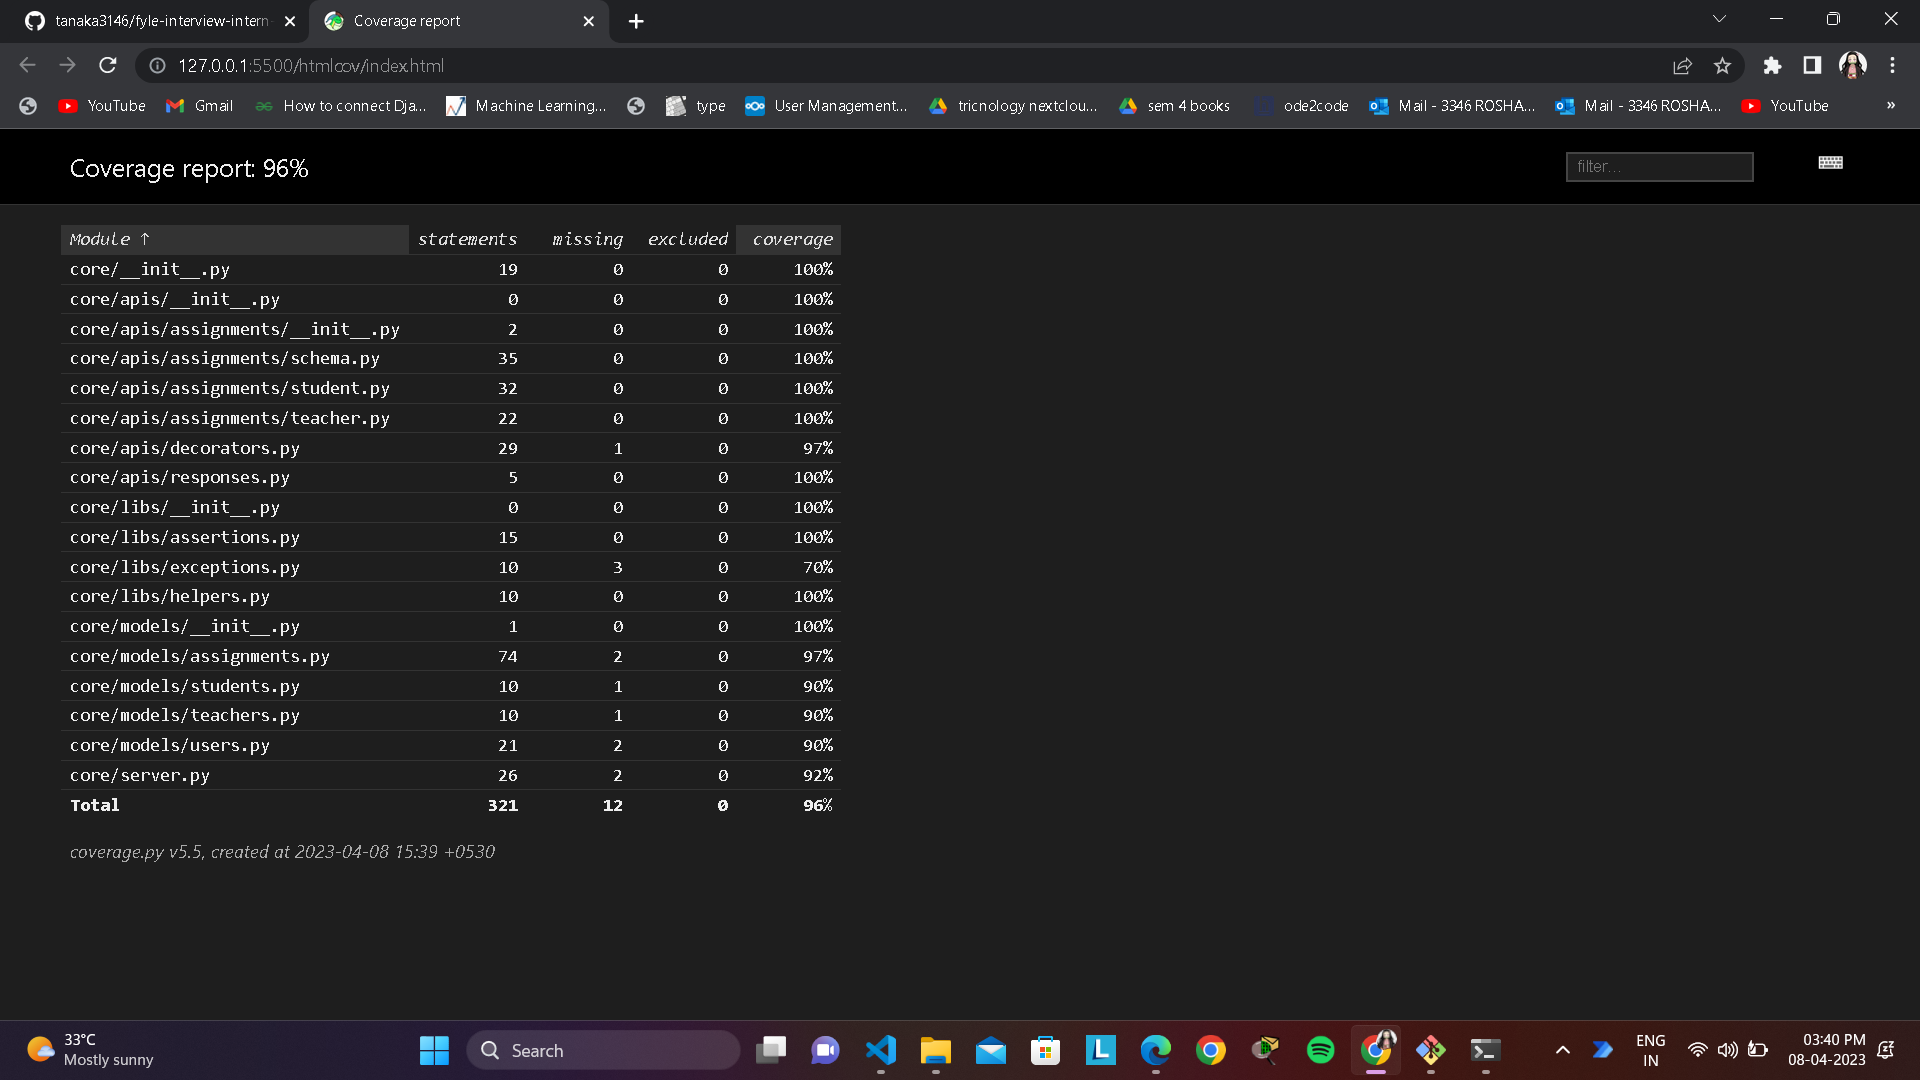 tanaka3146/fyle-interview-intern- Coverage report
127.0.0.1:5500/htmlcov/index.html
YouTube Gmail How to connect Dja... Machine Learning... type User Management... tricnology nextclou... sem 4 books ode2code Mail - 3346 ROSHA... Mail - 3346 ROSHA... YouTube »
Coverage report: 96% filter...
Module ↑ statements missing excluded coverage
core/__init__.py 19 0 0 100%
core/apis/__init__.py 0 0 0 100%
core/apis/assignments/__init__.py 2 0 0 100%
core/apis/assignments/schema.py 35 0 0 100%
core/apis/assignments/student.py 32 0 0 100%
core/apis/assignments/teacher.py 22 0 0 100%
core/apis/decorators.py 29 1 0 97%
core/apis/responses.py 5 0 0 100%
core/libs/__init__.py 0 0 0 100%
core/libs/assertions.py 15 0 0 100%
core/libs/exceptions.py 10 3 0 70%
core/libs/helpers.py 10 0 0 100%
core/models/__init__.py 1 0 0 100%
core/models/assignments.py 74 2 0 97%
core/models/students.py 10 1 0 90%
core/models/teachers.py 10 1 0 90%
core/models/users.py 21 2 0 90%
core/server.py 26 2 0 92%
Total 321 12 0 96%
coverage.py v5.5, created at 2023-04-08 15:39 +0530
33°C
Mostly sunny
Search
L
ENG
IN
03:40 PM
08-04-2023